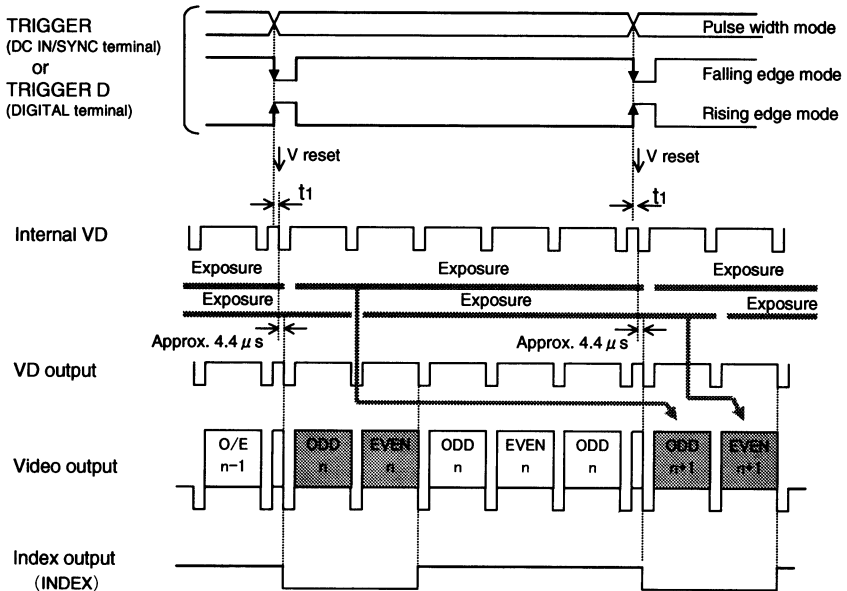 TRIGGER
(DC IN/SYNC terminal)
or
TRIGGER D
(DIGITAL terminal)
Pulse width mode
Falling edge mode
Rising edge mode
V reset
V reset
t1
t1
Internal VD
Exposure
Exposure
Exposure
Exposure
Exposure
Exposure
Approx. 4.4 μs
Approx. 4.4 μs
VD output
Video output
O/E
n-1
ODD
n
EVEN
n
ODD
n
EVEN
n
ODD
n
ODD
n+1
EVEN
n+1
Index output
(INDEX)